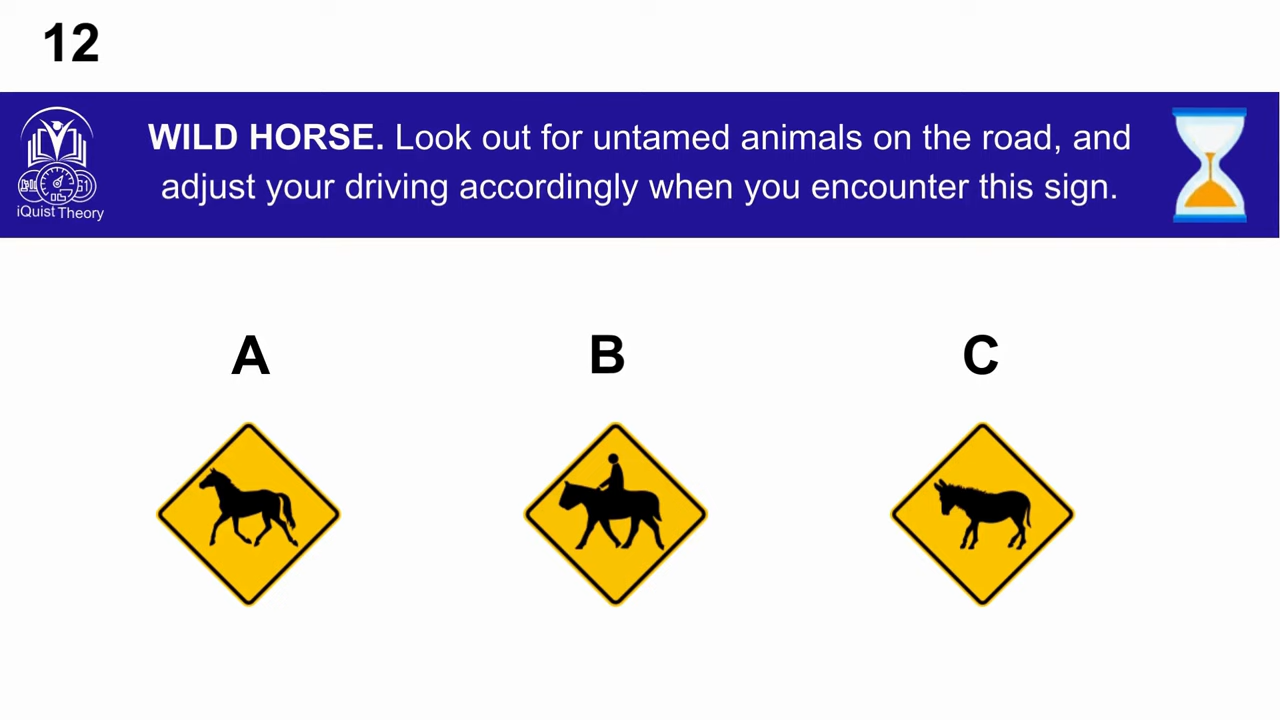 12
WILD HORSE. Look out for untamed animals on the road, and
adjust your driving accordingly when you encounter this sign.
iQuist Theory
A B C